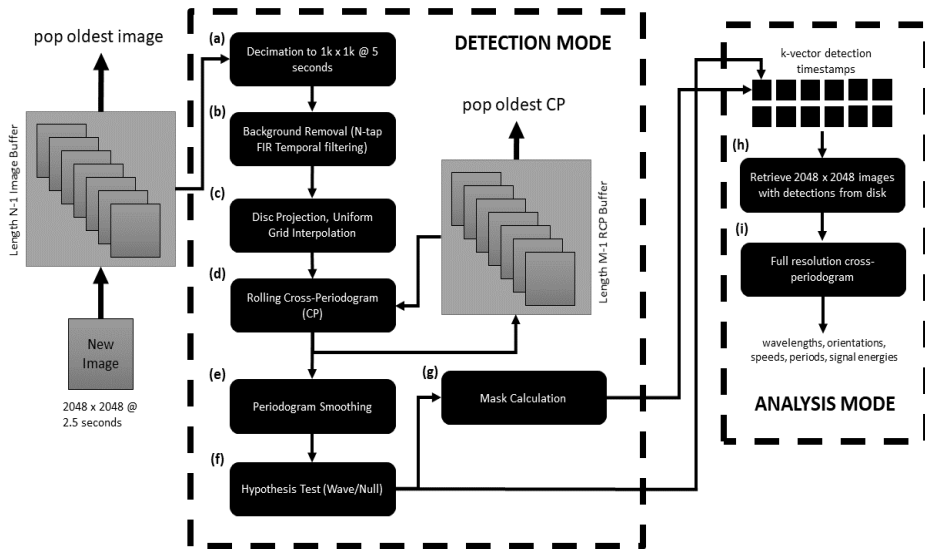 pop oldest image
Length N-1 Image Buffer
New
Image
2048 x 2048 @
2.5 seconds
DETECTION MODE
(a)
Decimation to 1k x 1k @ 5
seconds
(b)
Background Removal (N-tap
FIR Temporal filtering)
(c)
Disc Projection, Uniform
Grid Interpolation
(d)
Rolling Cross-Periodogram
(CP)
(e)
Periodogram Smoothing
(f)
Hypothesis Test (Wave/Null)
pop oldest CP
Length M-1 RCP Buffer
(g)
Mask Calculation
k-vector detection
timestamps
(h)
Retrieve 2048 x 2048 images
with detections from disk
(i)
Full resolution cross-
periodogram
wavelengths, orientations,
speeds, periods, signal energies
ANALYSIS MODE